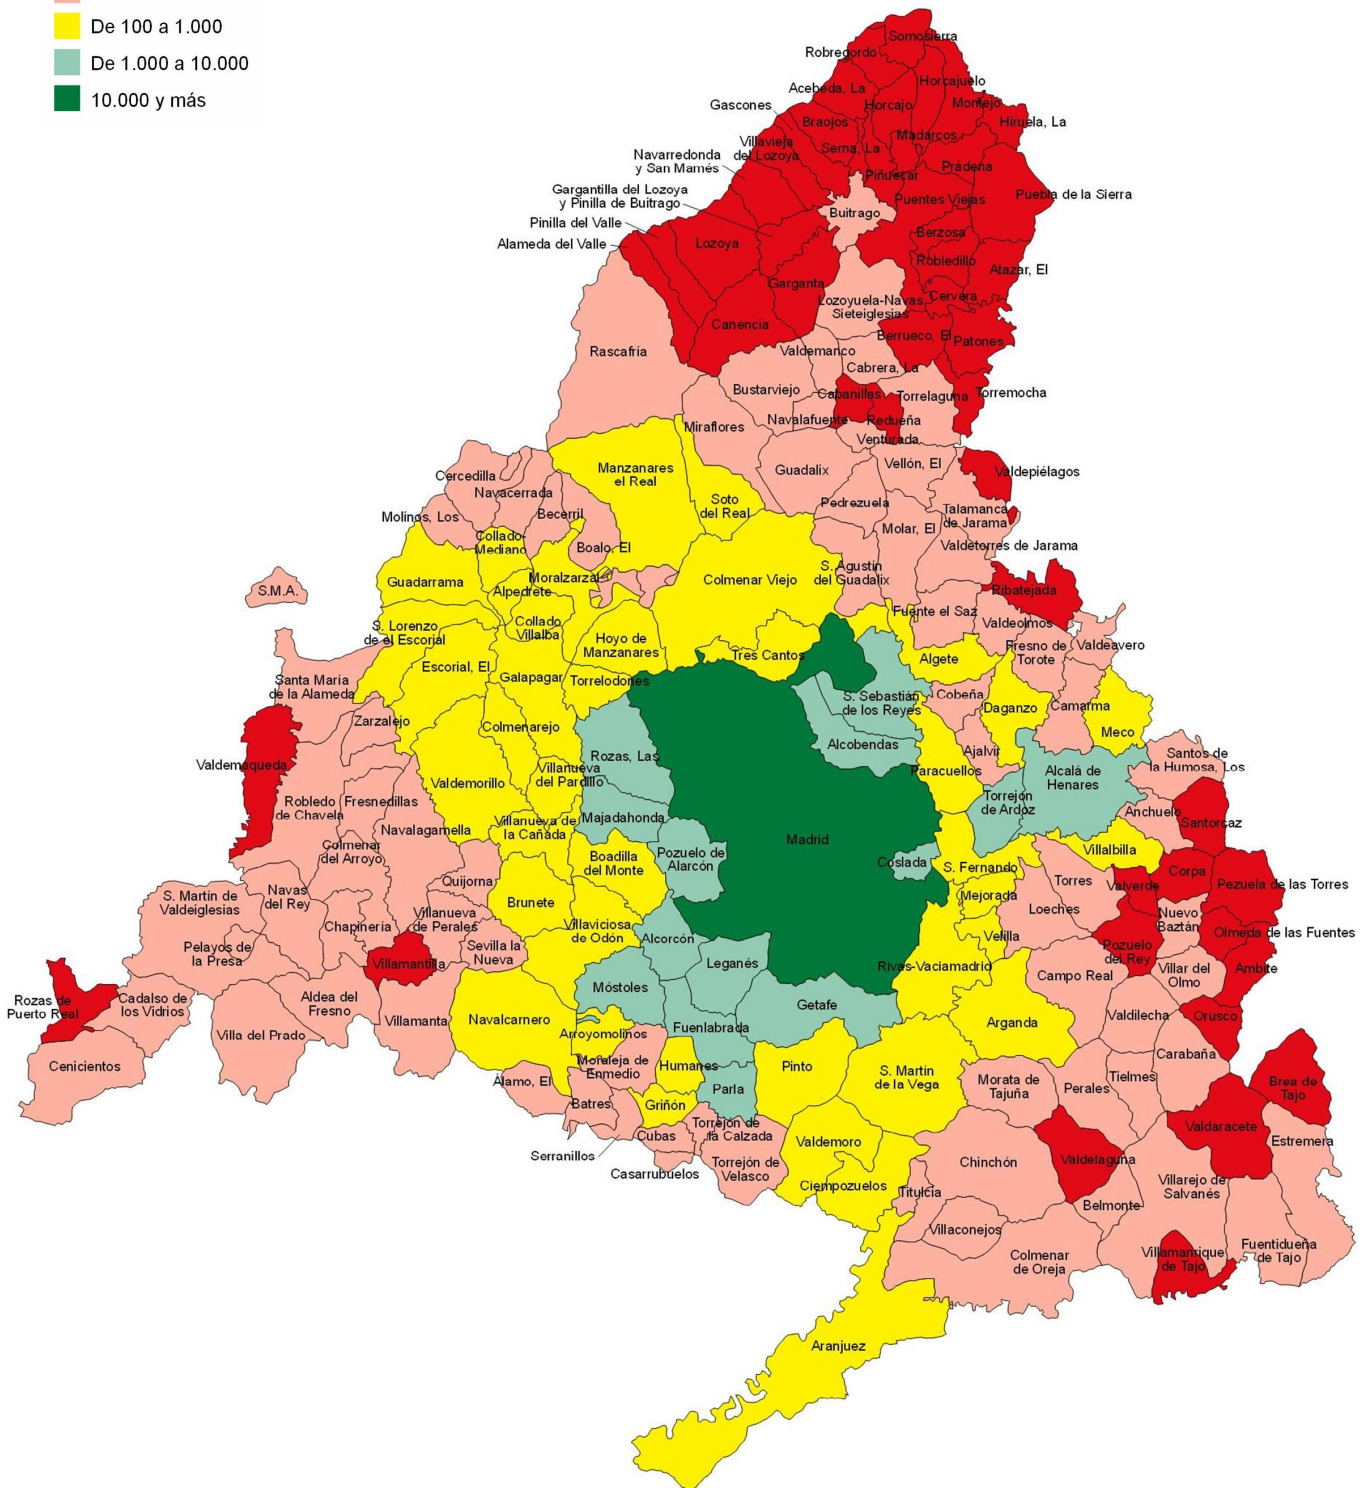 De 100 a 1.000
De 1.000 a 10.000
10.000 y más
Somosierra
Robregordo
Horcajuelo
Acebeda, La
Horcajo
Montejo
Gascones
Braojos
Hiruela, La
Madarcos
Villavieja
del Lozoya
Serna, La
Navarredonda
y San Mamés
Prádena
Piñuecar
Gargantilla del Lozoya
y Pinilla de Buitrago
Puentes Viejas
Puebla de la Sierra
Buitrago
Pinilla del Valle
Berzosa
Alameda del Valle
Lozoya
Robledillo
Atazar, El
Garganta
Cervera
Lozoyuela-Navas
Sieteiglesias
Canencia
Berrueco, El
Patones
Rascafría
Valdemanco
Cabrera, La
Bustarviejo
Cabanillas
Torrelaguna
Torremocha
Navalafuente
Redueña
Miraflores
Venturada
Manzanares
el Real
Guadalix
Vellón, El
Valdepiélagos
Cercedilla
Navacerrada
Soto
del Real
Pedrezuela
Talamanca
de Jarama
Molinos, Los
Becerril
Molar, El
Collado-
Mediano
Boalo, El
Valdetorres de Jarama
S. Agustín
del Guadalix
Moralzarzal
Colmenar Viejo
Guadarrama
Alpedrete
Ribatejada
S.M.A.
Fuente el Saz
Valdeolmos
S. Lorenzo
de el Escorial
Collado
Villalba
Hoyo de
Manzanares
Tres Cantos
Algete
Fresno de
Torote
Valdeavero
Escorial, El
Galapagar
Torrelodones
Santa María
de la Alameda
Cobeña
S. Sebastián
de los Reyes
Daganzo
Camarma
Zarzalejo
Colmenarejo
Meco
Alcobendas
Ajalvir
Rozas, Las
Santos de
la Humosa, Los
Valdemaqueda
Villanueva
del Pardillo
Paracuellos
Alcalá de
Henares
Valdemorillo
Robledo
de Chavela
Fresnedillas
Torrejón
de Ardoz
Anchuelo
Santorcaz
Majadahonda
Villanueva de
la Cañada
Navalagamella
Madrid
Colmenar
del Arroyo
Pozuelo de
Alarcón
Boadilla
del Monte
Coslada
Villalbilla
S. Fernando
Corpa
Torres
Quijorna
Valverde
Pezuela de las Torres
Navas
del Rey
S. Martín de
Valdeiglesias
Mejorada
Brunete
Loeches
Nuevo
Baztán
Villanueva
de Perales
Chapinería
Villaviciosa
de Odón
Velilla
Olmeda de las Fuentes
Alcorcón
Pelayos de
la Presa
Sevilla la
Nueva
Pozuelo
del Rey
Villamantilla
Leganés
Rivas-Vaciamadrid
Campo Real
Villar del
Olmo
Ambite
Móstoles
Rozas de
Puerto Real
Cadalso de
los Vidrios
Aldea del
Fresno
Getafe
Valdilecha
Orusco
Navalcarnero
Villamanta
Fuenlabrada
Arganda
Villa del Prado
Arroyomolinos
Carabaña
Cenicientos
Moraleja de
Enmedio
Humanes
Pinto
S. Martín
de la Vega
Tielmes
Álamo, El
Morata de
Tajuña
Perales
Brea de
Tajo
Parla
Batres
Griñón
Torrejón de
la Calzada
Valdaracete
Cubas
Valdemoro
Estremera
Serranillos
Chinchón
Valdelaguna
Casarrubuelos
Torrejón de
Velasco
Ciempozuelos
Titulcia
Villarejo de
Salvanés
Belmonte
Villaconejos
Fuentidueña
de Tajo
Colmenar
de Oreja
Villamanrique
de Tajo
Aranjuez